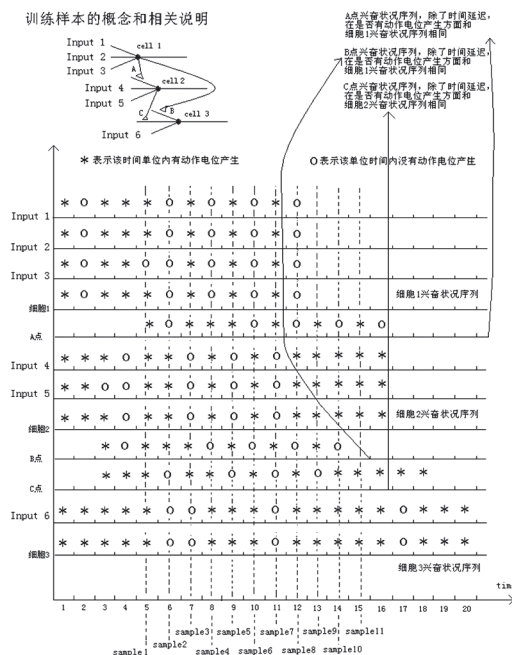 训练样本的概念和相关说明
Input 1
Input 2
Input 3
cell 1
A
Input 4
cell 2
Input 5
C
B
cell 3
Input 6
A点兴奋状况序列，除了时间延迟，
在是否有动作电位产生方面和
细胞1兴奋状况序列相同
B点兴奋状况序列，除了时间延迟，
在是否有动作电位产生方面和
细胞1兴奋状况序列相同
C点兴奋状况序列，除了时间延迟，
在是否有动作电位产生方面和
细胞2兴奋状况序列相同
* 表示该时间单位内有动作电位产生
O表示该单位时间内没有动作电位产生
* O * * * O * O * O * O
Input 1
* O * * * O * O * O * O
Input 2
* O * * O O * O * O * O
Input 3
* O * * * O * O * O * O
细胞1
细胞1兴奋状况序列
* O * * * O * O * O * O
A点
* * * O * * O * O * O * * * * *
Input 4
* * O O * * O * O * O * * * * *
Input 5
* * * O * * O * O * O * * * * *
细胞2
细胞2兴奋状况序列
* O * * * O * O * O * O
B点
* * * O * * O * O * O * * * * *
C点
* * * * * O O * * * O * * * * * O * * *
Input 6
* * * * * O O * * * O * * * * * O * * *
细胞3
细胞3兴奋状况序列
time
1 2 3 4 5 6 7 8 9 10 11 12 13 14 15 16 17 18 19 20
sample3 sample5 sample7 sample9 sample11
sample2
sample1 sample4 sample6 sample8 sample10